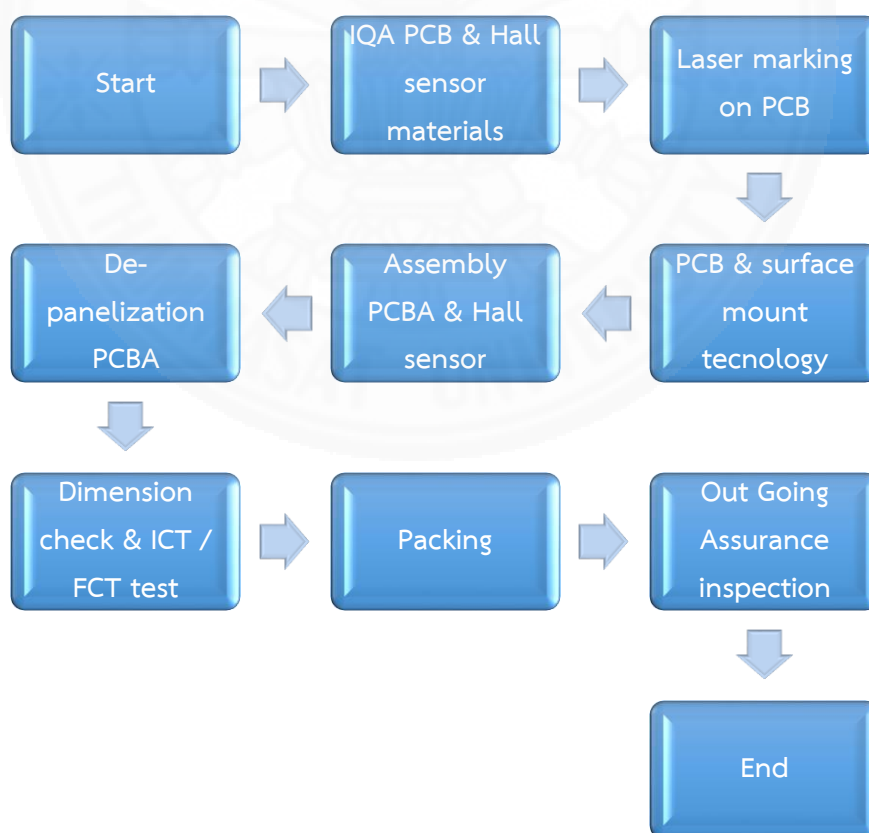 Start
IQA PCB & Hall
sensor
materials
Laser marking
on PCB
PCB & surface
mount
tecnology
Assembly
PCBA & Hall
sensor
De-
panelization
PCBA
Dimension
check & ICT /
FCT test
Packing
Out Going
Assurance
inspection
End